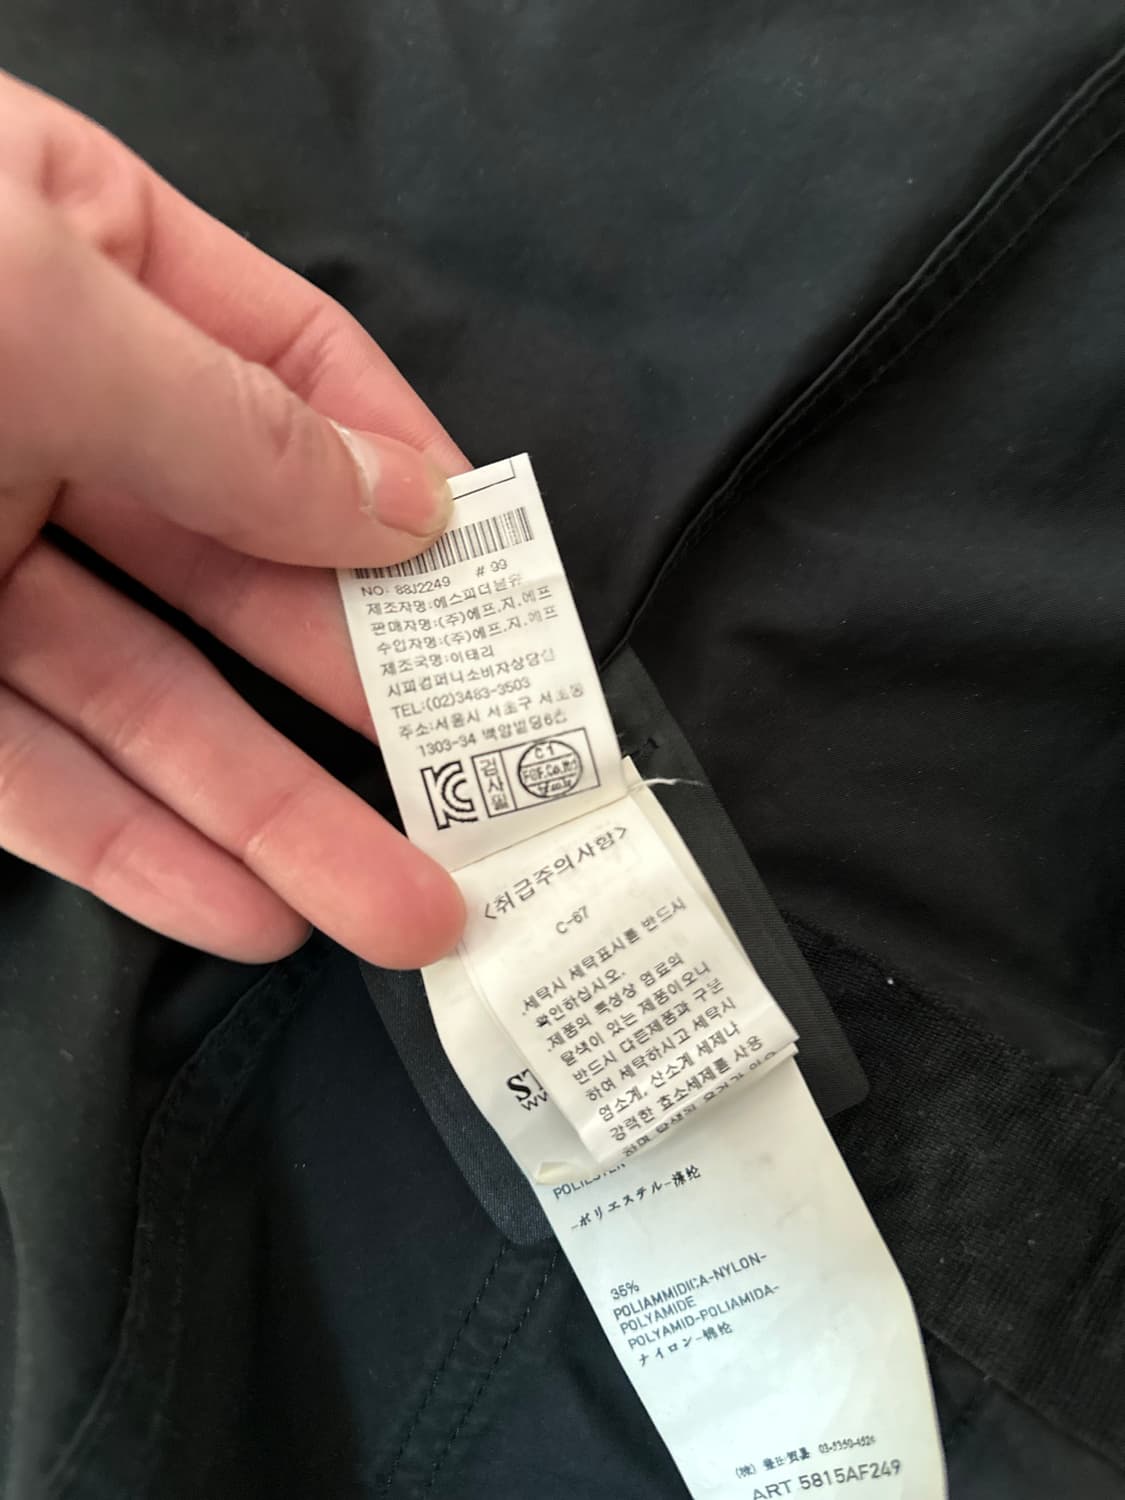 NO: 88J2249 # 99
제조자명:에스피더블유
판매자명:(주)에프.지.에프
수입자명:(주)에프.지.에프
제조국명:이태리
시피컴퍼니소비자상담실
TEL:(02)3483-3503
주소:서울시 서초구 서초동
1303-34 백암빌딩6층
검사필
C 1
FGF.Co.ltd
<취급주의사항>
C-67
.세탁시 세탁표시를 반드시
확인하십시오.
.제품의 특성상 염료의
탈색이 있는 제품이오니
반드시 다른제품과 구분
하여 세탁하시고 세탁시
염소계, 산소계 세제나
강력한 효소세제를 사용
ST
POLIESTER
-ポリエステル-涤纶
36%
POLIAMMIDICA-NYLON-
POLYAMIDE
POLYAMID-POLIAMIDA-
ナイロン-锦纶
ART 5815AF249